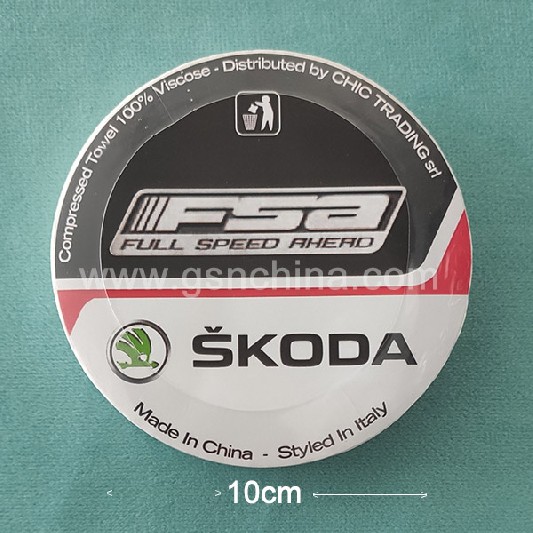 Compressed Towel 100% Viscose - Distributed by CHIC TRADING srl
FSA
FULL SPEED AHEAD
www.gsnchina.com
ŠKODA
Made In China - Styled In Italy
10cm